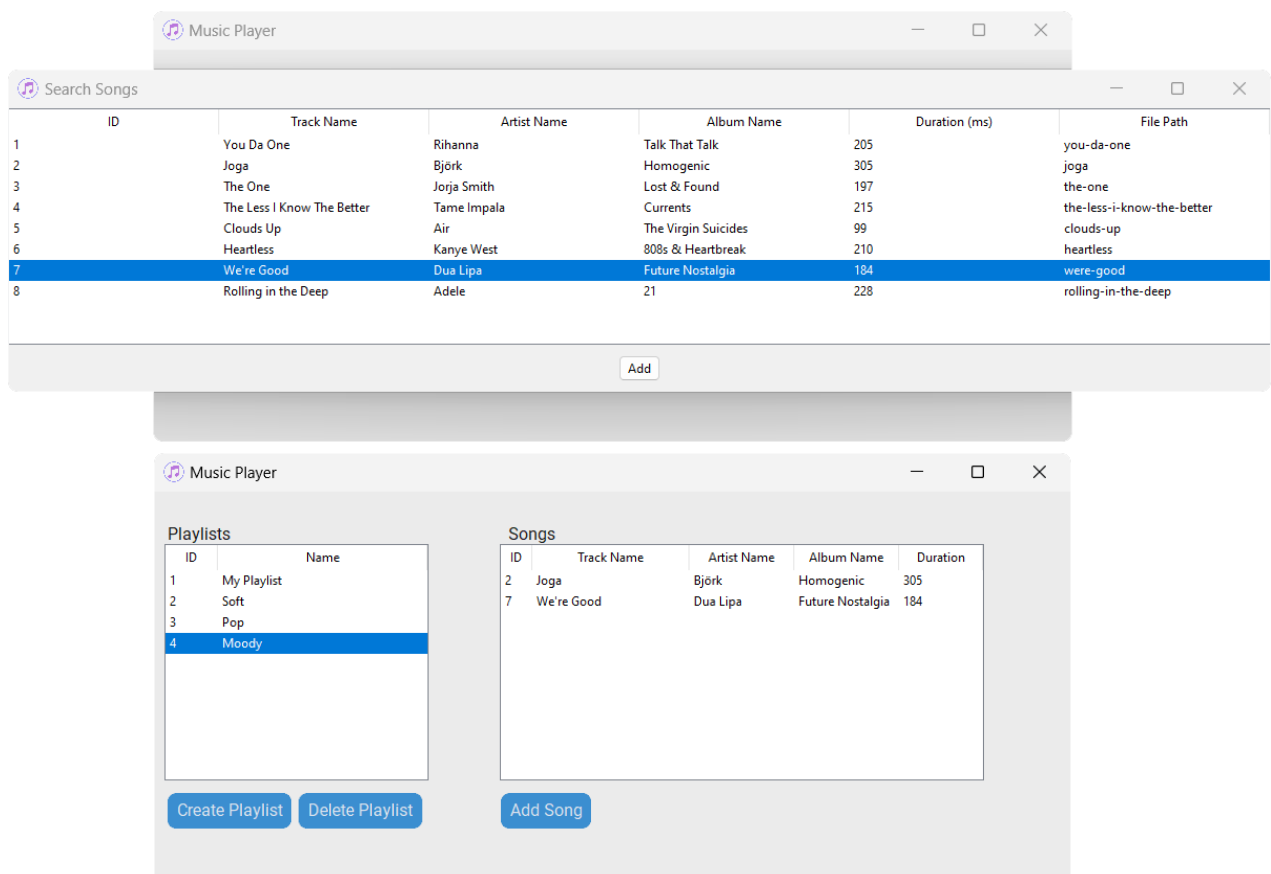 Music Player
Search Songs
ID Track Name Artist Name Album Name Duration (ms) File Path
1 You Da One Rihanna Talk That Talk 205 you-da-one
2 Joga Björk Homogenic 305 joga
3 The One Jorja Smith Lost & Found 197 the-one
4 The Less I Know The Better Tame Impala Currents 215 the-less-i-know-the-better
5 Clouds Up Air The Virgin Suicides 99 clouds-up
6 Heartless Kanye West 808s & Heartbreak 210 heartless
7 We're Good Dua Lipa Future Nostalgia 184 were-good
8 Rolling in the Deep Adele 21 228 rolling-in-the-deep
Add
Music Player
Playlists
ID Name
1 My Playlist
2 Soft
3 Pop
4 Moody
Create Playlist Delete Playlist
Songs
ID Track Name Artist Name Album Name Duration
2 Joga Björk Homogenic 305
7 We're Good Dua Lipa Future Nostalgia 184
Add Song